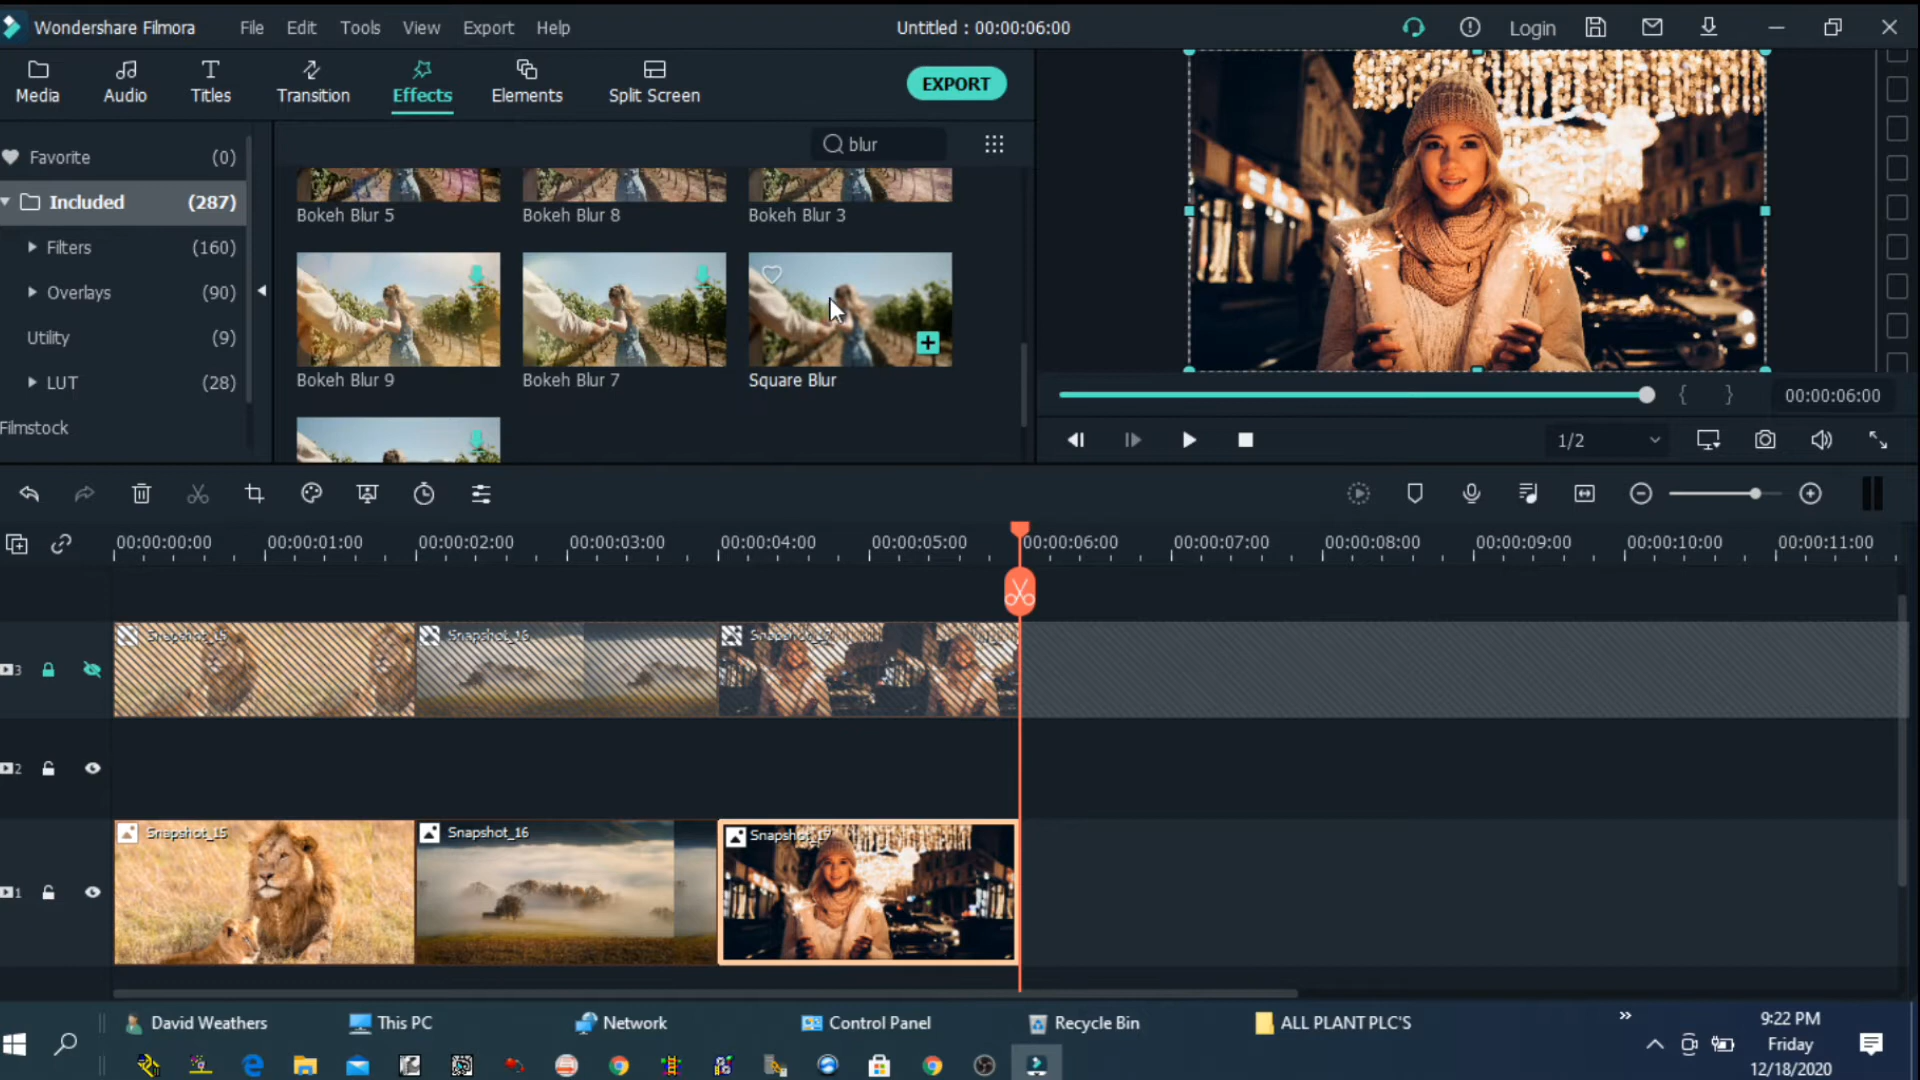 Wondershare Filmora
File
Edit
Tools
View
Export
Help
Untitled : 00:00:06:00
Login
Media
Audio
Titles
Transition
Effects
Elements
Split Screen
EXPORT
Favorite (0)
Included (287)
Filters (160)
Overlays (90)
Utility (9)
LUT (28)
Filmstock
blur
Bokeh Blur 5
Bokeh Blur 8
Bokeh Blur 3
Bokeh Blur 9
Bokeh Blur 7
Square Blur
{ }
00:00:06:00
1/2
00:00:00:00
00:00:01:00
00:00:02:00
00:00:03:00
00:00:04:00
00:00:05:00
00:00:06:00
00:00:07:00
00:00:08:00
00:00:09:00
00:00:10:00
00:00:11:00
3
Snapshot_15
Snapshot_16
Snapshot_17
2
1
Snapshot_15
Snapshot_16
Snapshot_17
David Weathers
This PC
Network
Control Panel
Recycle Bin
ALL PLANT PLC'S
9:22 PM
Friday
12/18/2020